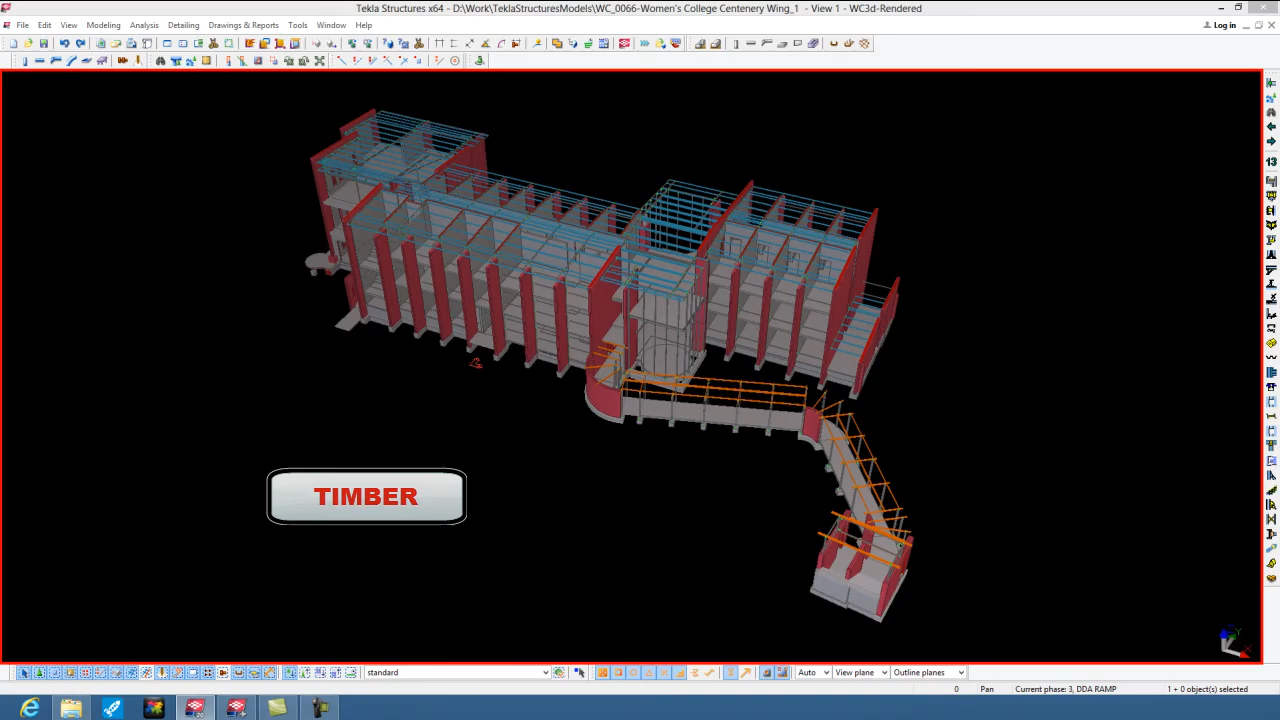 Tekla Structures x64 - D:\Work\TeklaStructuresModels\WC_0066-Women's College Centenery Wing_1 - View 1 - WC3d-Rendered
File Edit View Modeling Analysis Detailing Drawings & Reports Tools Window Help
Log in
13
TIMBER
standard
Auto
View plane
Outline planes
0
Pan
Current phase: 3, DDA RAMP
1 + 0 object(s) selected